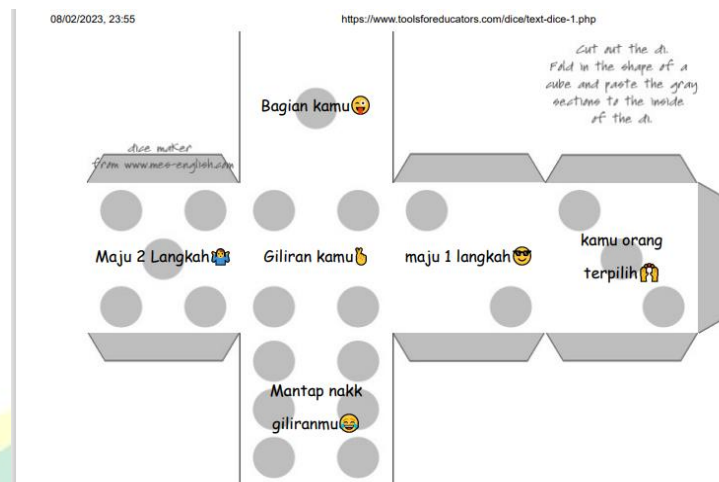 08/02/2023, 23:55
https://www.toolsforeducators.com/dice/text-dice-1.php
Cut out the di.
Fold in the shape of a
cube and paste the gray
sections to the inside
of the di.
Bagian kamu😜
dice maker
from www.mes-english.com
Maju 2 Langkah🤷
Giliran kamu🫰
maju 1 langkah😎
kamu orang
terpilih🙌
Mantap nakk
giliranmu😂